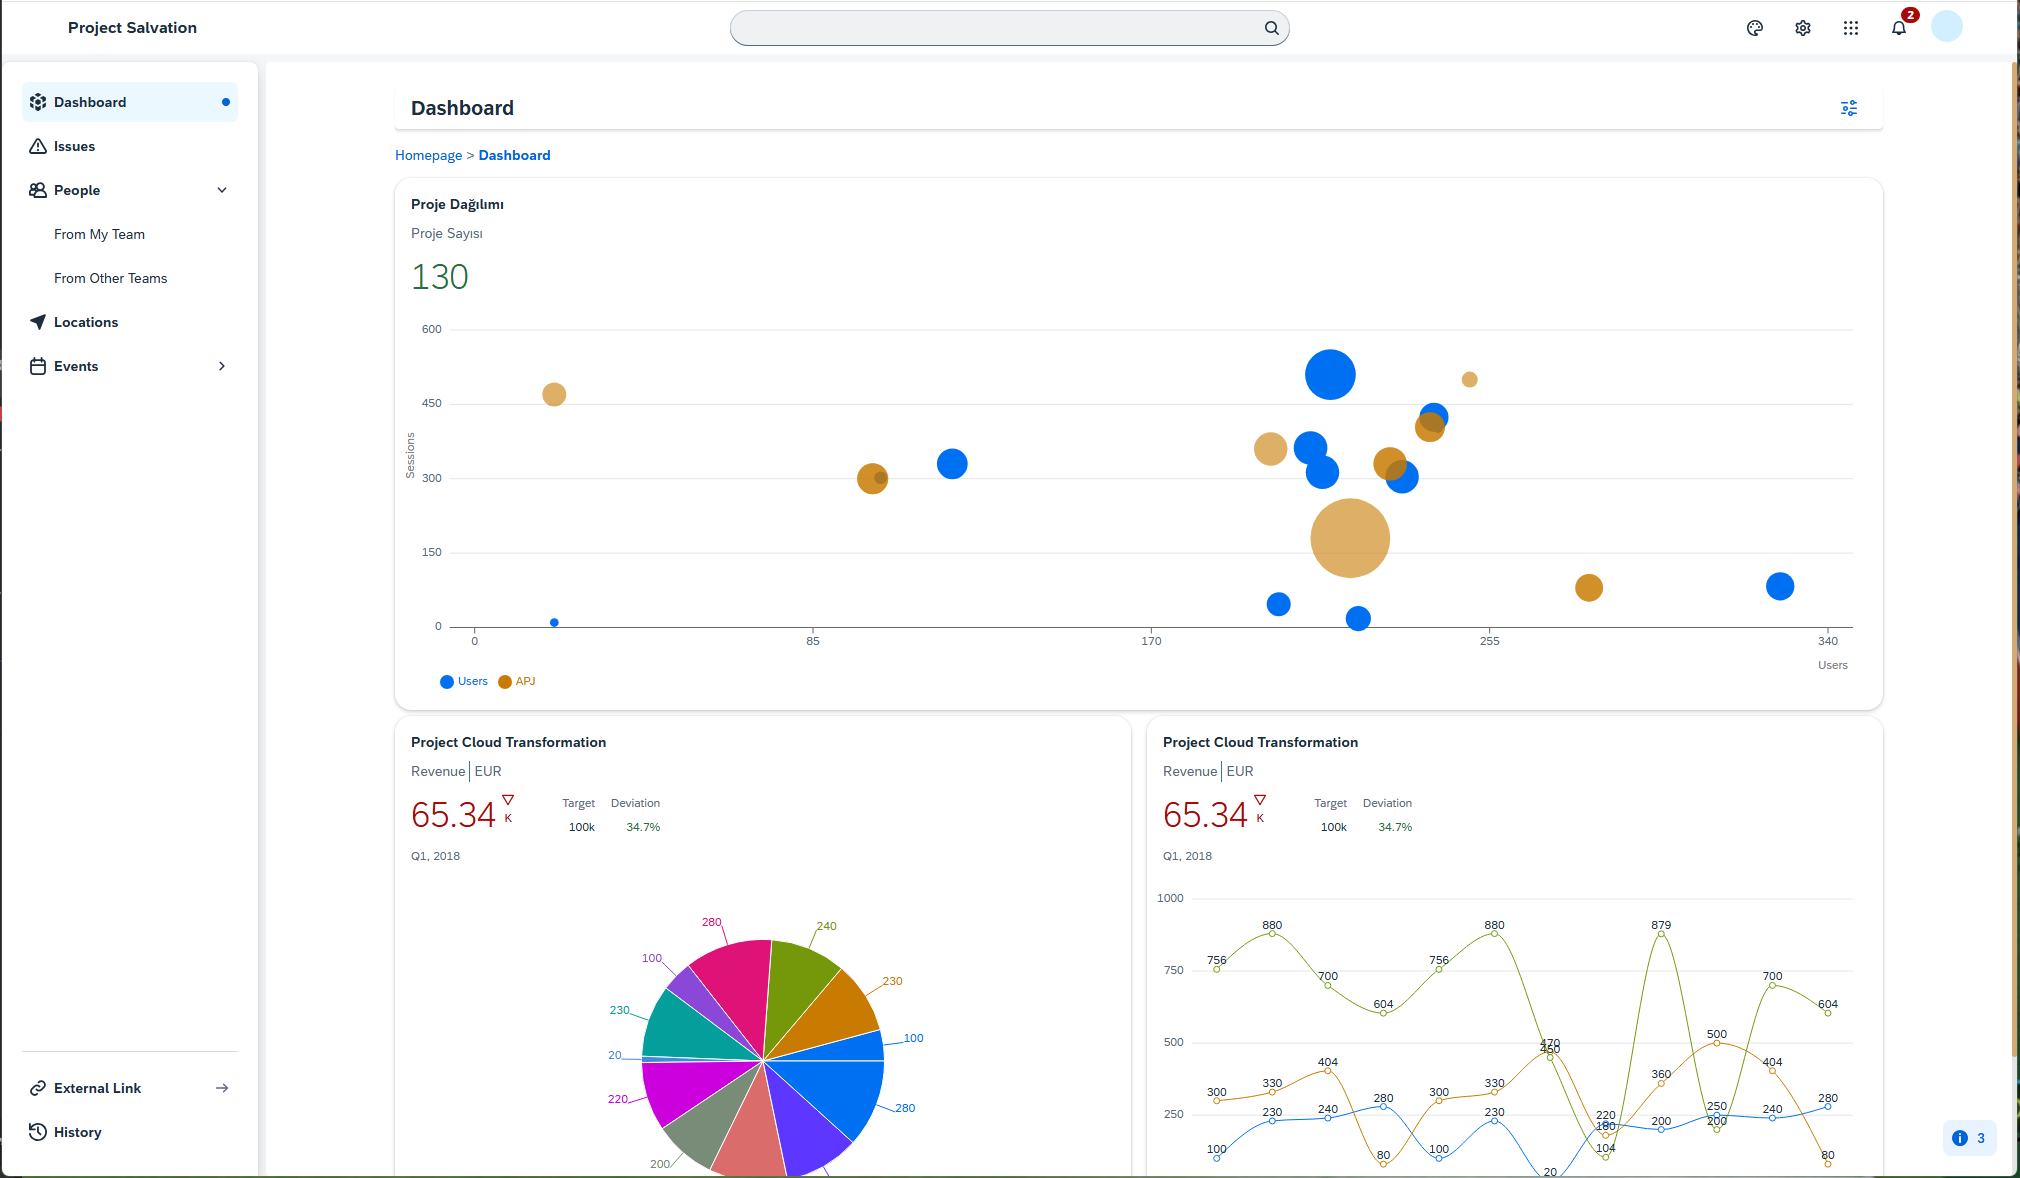 Project Salvation
2
Dashboard
Issues
People
From My Team
From Other Teams
Locations
Events
External Link
History
Dashboard
Homepage > Dashboard
Proje Dağılımı
Proje Sayısı
130
600
450
300
150
0
Sessions
0 85 170 255 340
Users
Users APJ
Project Cloud Transformation
Revenue EUR
65.34 K
Target Deviation
100k 34.7%
Q1, 2018
280
240
100
230
230
100
20
220
280
200
Project Cloud Transformation
Revenue EUR
65.34 K
Target Deviation
100k 34.7%
Q1, 2018
1000
750
500
250
756 880 700 604 756 880 450 104 879 200 700 604
300 330 404 80 300 330 470 180 360 500 404 80
100 230 240 280 100 230 20 220 200 250 240 280
3